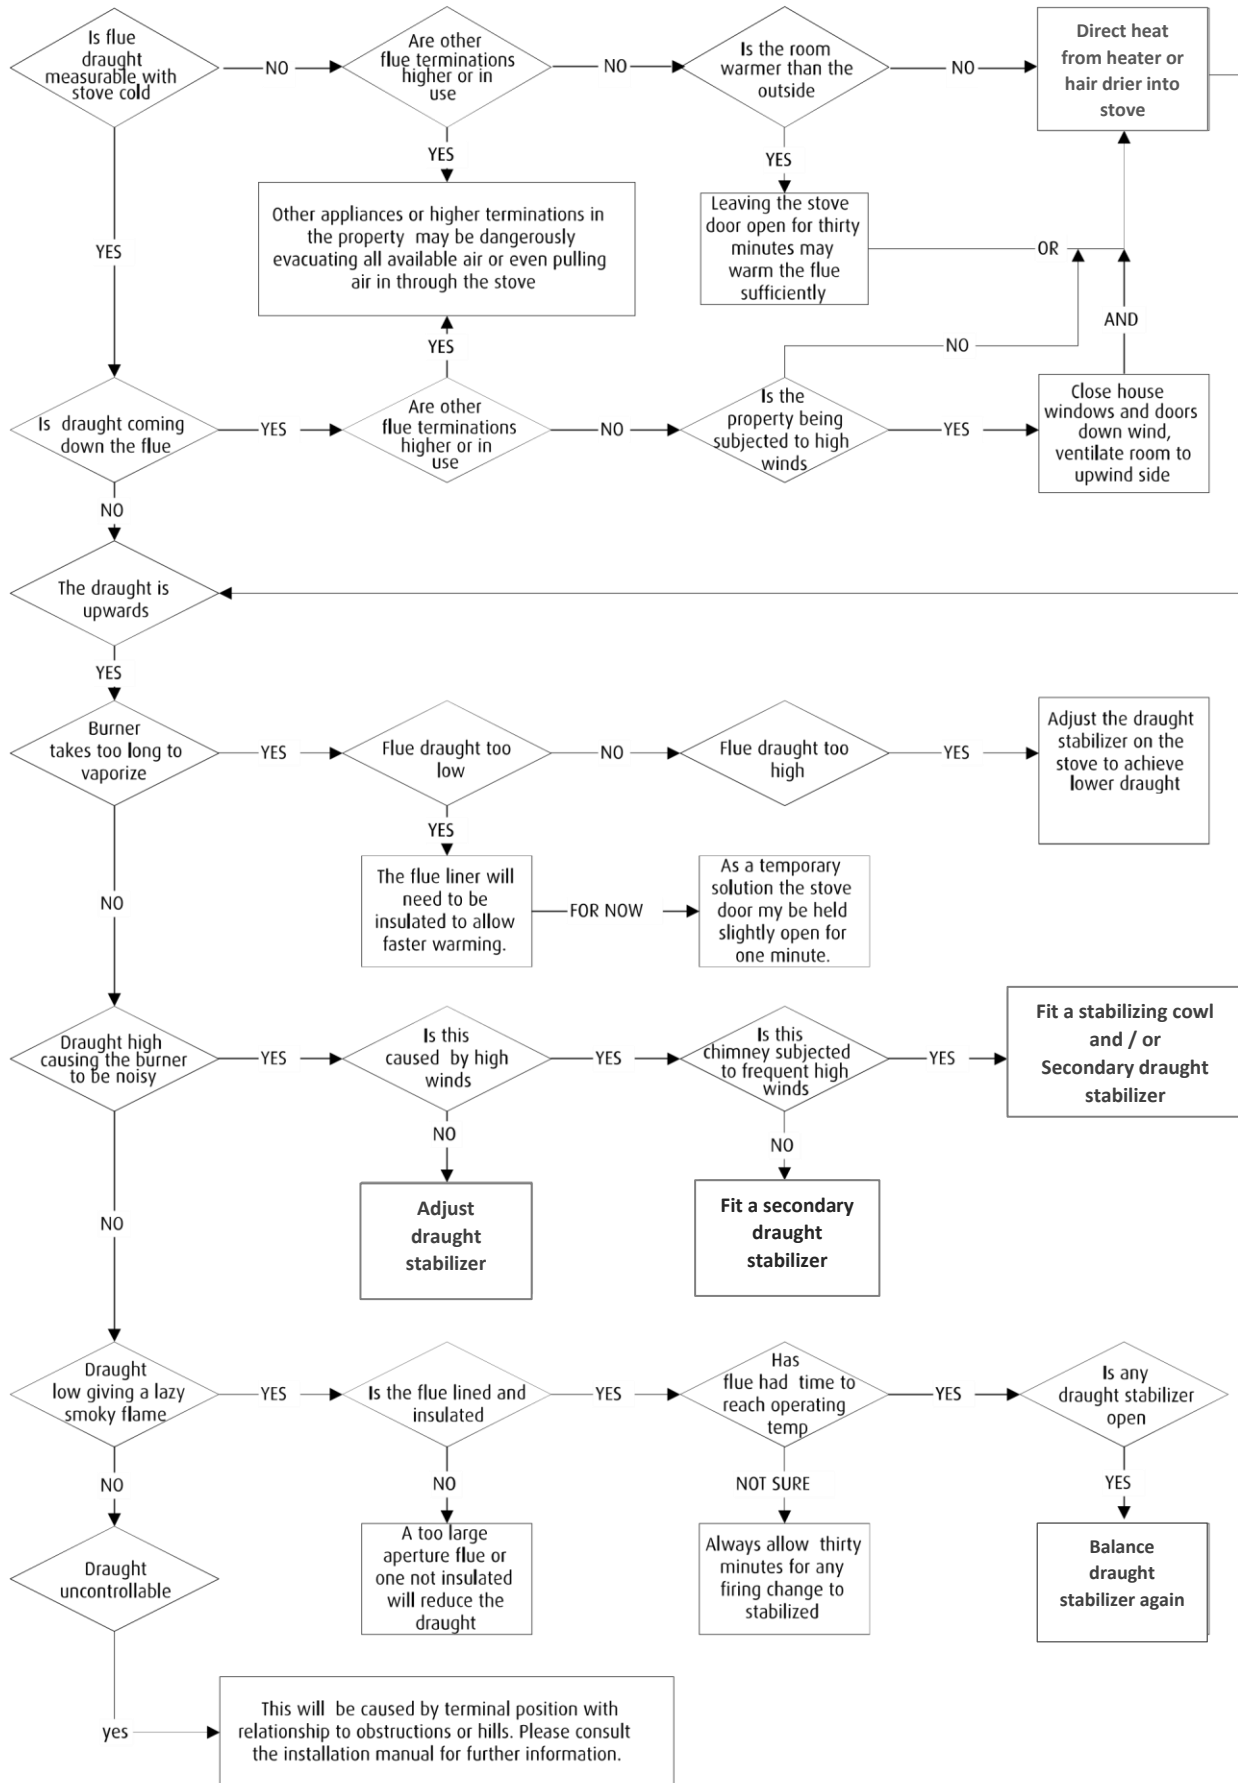 Is flue
draught
measurable with
stove cold
NO
Are other
flue terminations
higher or in
use
NO
Is the room
warmer than the
outside
NO
Direct heat
from heater or
hair drier into
stove
YES
YES
YES
Other appliances or higher terminations in
the property may be dangerously
evacuating all available air or even pulling
air in through the stove
Leaving the stove
door open for thirty
minutes may
warm the flue
sufficiently
OR
AND
YES
NO
Is draught coming
down the flue
YES
Are other
flue terminations
higher or in
use
NO
Is the
property being
subjected to high
winds
YES
Close house
windows and doors
down wind,
ventilate room to
upwind side
NO
The draught is
upwards
YES
Burner
takes too long to
vaporize
YES
Flue draught too
low
NO
Flue draught too
high
YES
Adjust the draught
stabilizer on the
stove to achieve
lower draught
YES
NO
The flue liner will
need to be
insulated to allow
faster warming.
FOR NOW
As a temporary
solution the stove
door my be held
slightly open for
one minute.
Draught high
causing the burner
to be noisy
YES
Is this
caused by high
winds
YES
Is this
chimney subjected
to frequent high
winds
YES
Fit a stabilizing cowl
and / or
Secondary draught
stabilizer
NO
NO
NO
Adjust
draught
stabilizer
Fit a secondary
draught
stabilizer
Draught
low giving a lazy
smoky flame
YES
Is the flue lined and
insulated
YES
Has
flue had time to
reach operating
temp
YES
Is any
draught stabilizer
open
NO
NO
NOT SURE
YES
Draught
uncontrollable
A too large
aperture flue or
one not insulated
will reduce the
draught
Always allow thirty
minutes for any
firing change to
stabilized
Balance
draught
stabilizer again
yes
This will be caused by terminal position with
relationship to obstructions or hills. Please consult
the installation manual for further information.